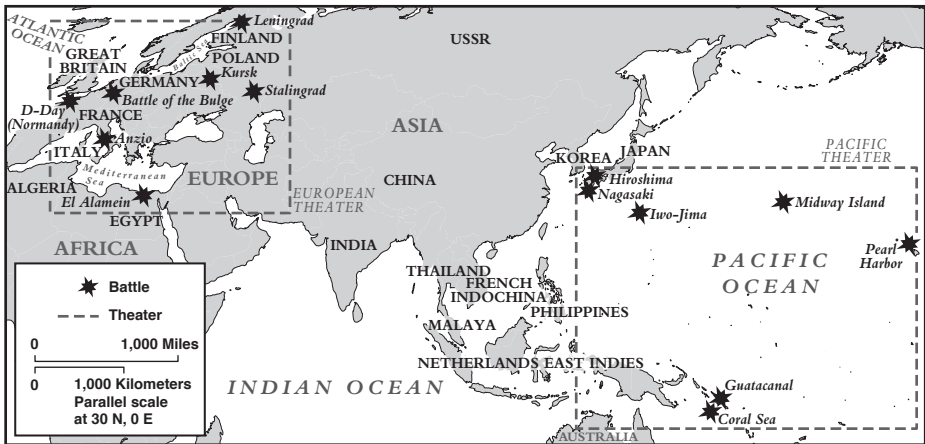 ATLANTIC
OCEAN
Leningrad
FINLAND
Baltic Sea
USSR
GREAT
BRITAIN
POLAND
Kursk
GERMANY
Battle of the Bulge
Stalingrad
D-Day
(Normandy)
FRANCE
Anzio
ITALY
ASIA
Mediterranean
Sea
ALGERIA
EUROPE
El Alamein
EGYPT
EUROPEAN
THEATER
CHINA
KOREA
JAPAN
PACIFIC
THEATER
Hiroshima
Nagasaki
Iwo-Jima
Midway Island
Pearl
Harbor
AFRICA
INDIA
THAILAND
FRENCH
INDOCHINA
PHILIPPINES
MALAYA
NETHERLANDS EAST INDIES
PACIFIC
OCEAN
INDIAN OCEAN
Guatacanal
Coral Sea
AUSTRALIA
Battle
Theater
0 1,000 Miles
0 1,000 Kilometers
Parallel scale
at 30 N, 0 E